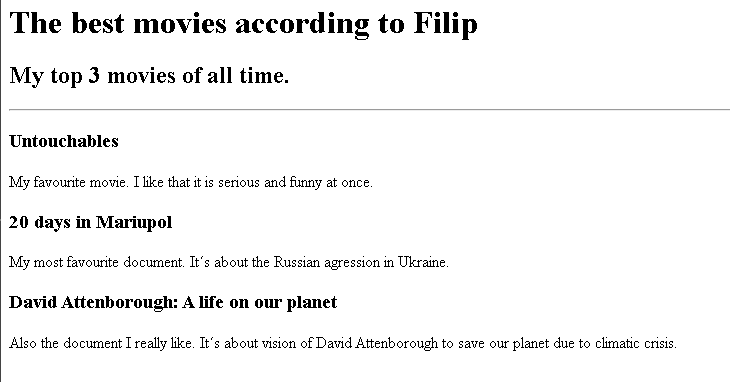 The best movies according to Filip
My top 3 movies of all time.
Untouchables
My favourite movie. I like that it is serious and funny at once.
20 days in Mariupol
My most favourite document. It´s about the Russian agression in Ukraine.
David Attenborough: A life on our planet
Also the document I really like. It´s about vision of David Attenborough to save our planet due to climatic crisis.